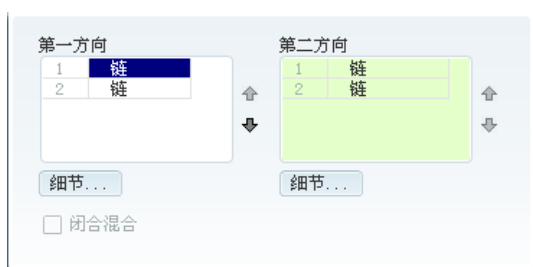 第一方向
第二方向
1 链
2 链
1 链
2 链
细节...
细节...
闭合混合